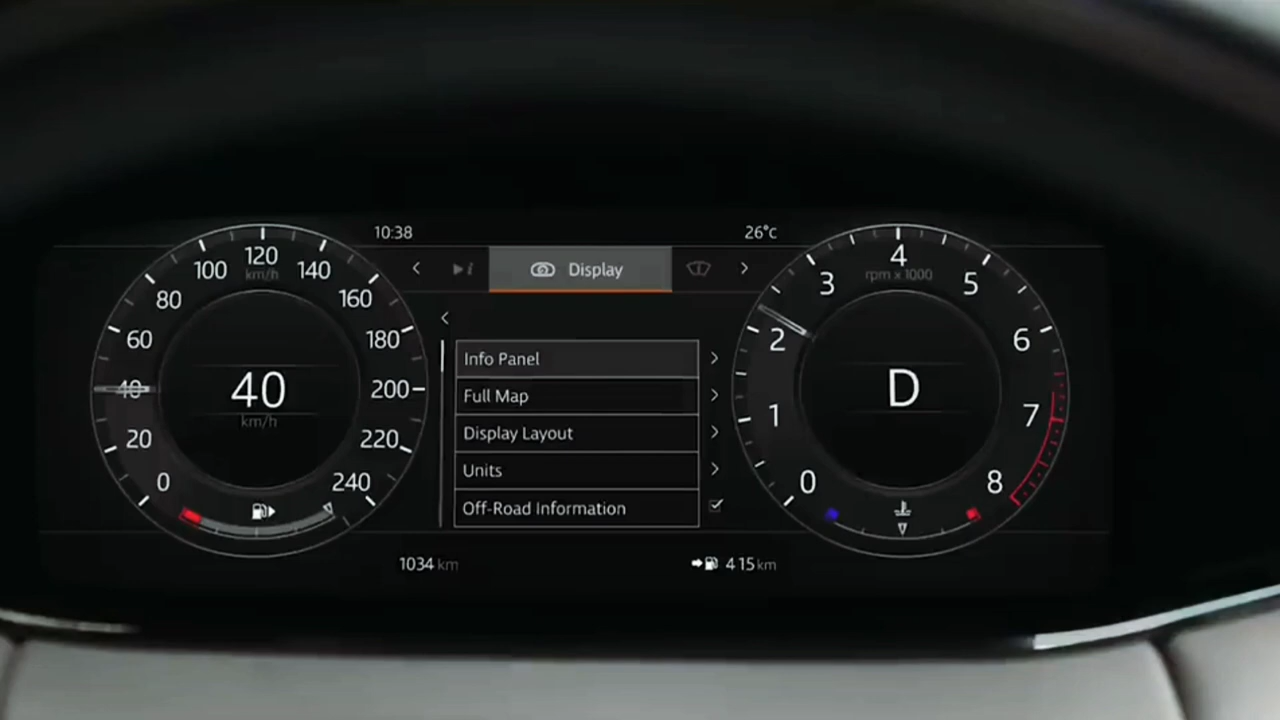 10:38
26°c
Display
Info Panel
Full Map
Display Layout
Units
Off-Road Information
1034 km
415 km
0
20
40
60
80
100
120
140
160
180
200
220
240
km/h
40
km/h
0
1
2
3
4
5
6
7
8
rpm x 1000
D